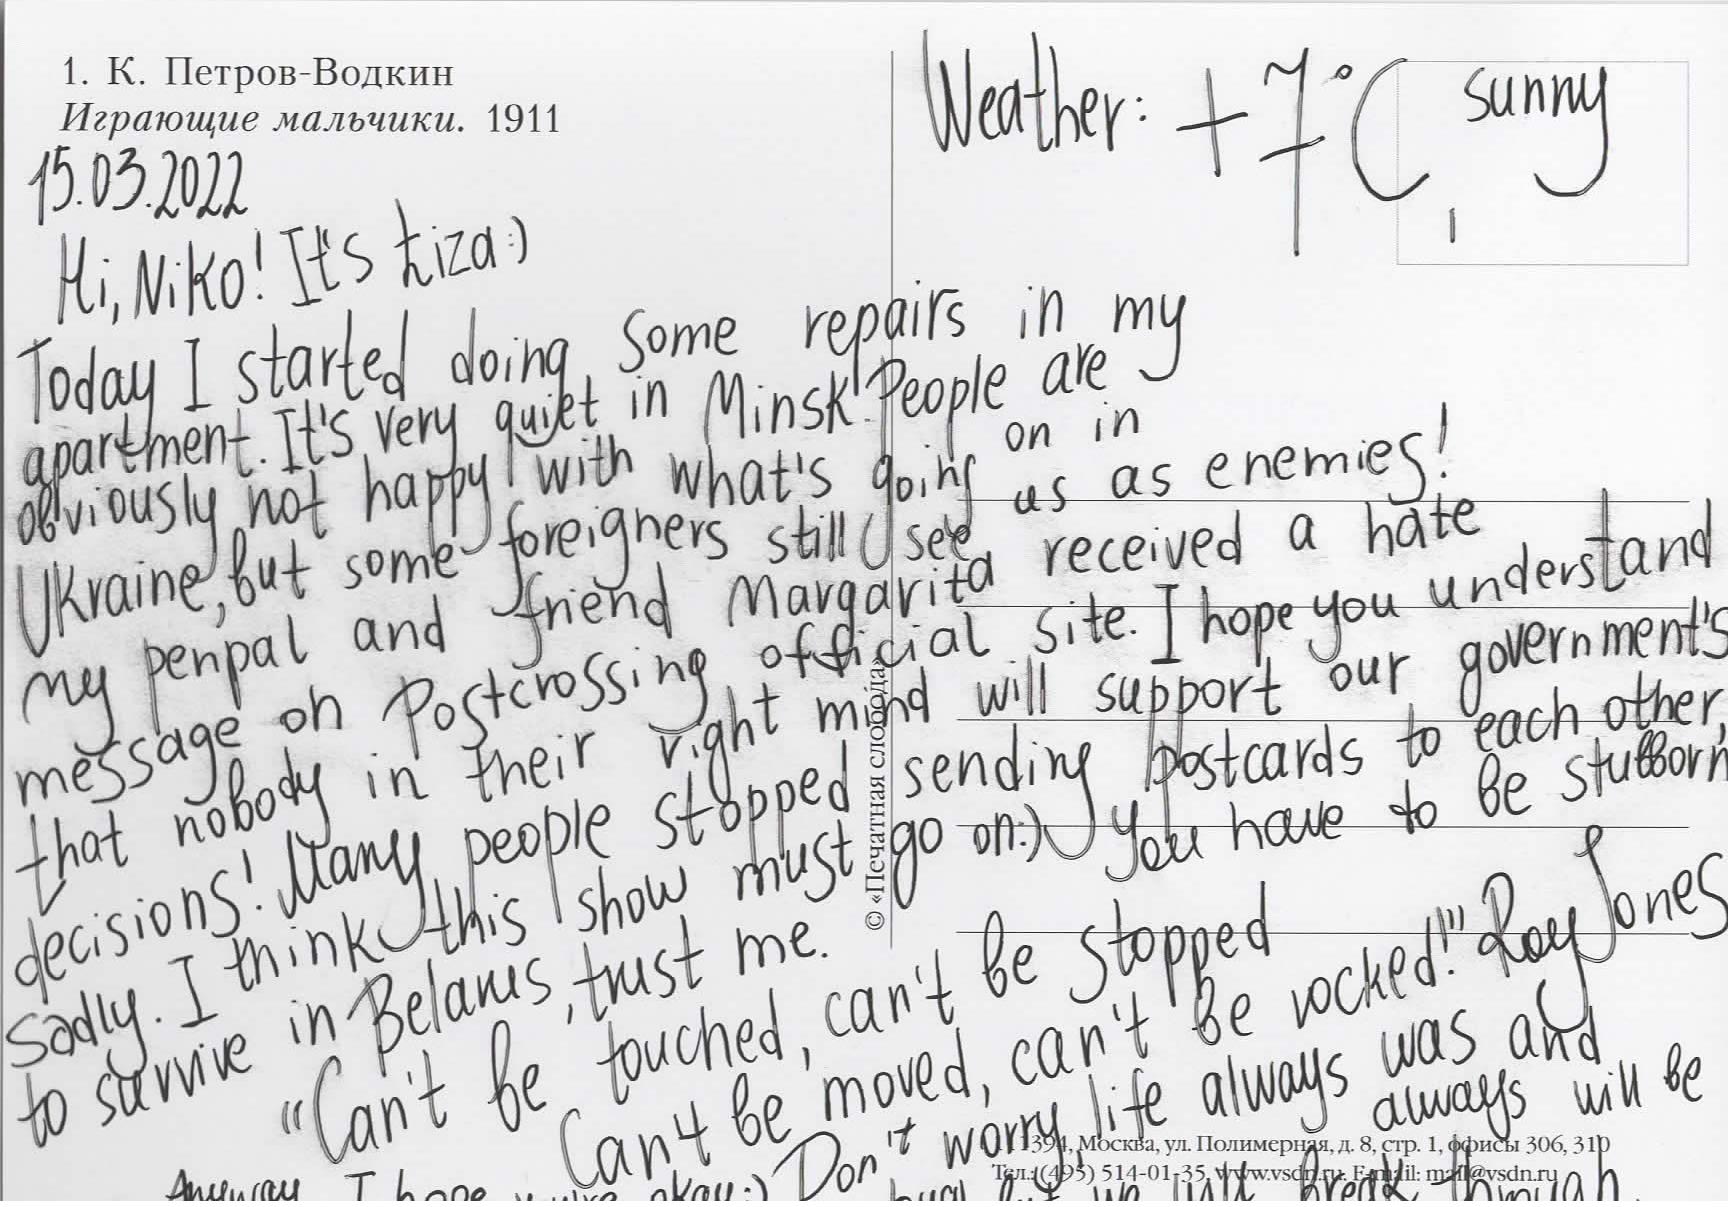 1. К. Петров-Водкин
Играющие мальчики. 1911
Weather: +7°C, sunny
15.03.2022
Hi, Niko! It's Liza:)
Today I started doing some repairs in my
apartment. It's very quiet in Minsk. People are
obviously not happy with what's going on in
Ukraine, but some foreigners still see us as enemies!
my penpal and friend Margarita received a hate
message on Postcrossing official site. I hope you understand
that nobody in their right mind will support our government's
decisions! Many people stopped sending postcards to each other,
sadly. I think this show must go on:) You have to be stubborn
to survive in Belarus, trust me.
"Can't be touched, can't be stopped
Can't be moved, can't be rocked!" Roy Jones
Anyway I hope you're okay:) Don't worry life always was and
always will be
but we will break through
© «Печатная слобода»
394, Москва, ул. Полимерная, д. 8, стр. 1, офисы 306, 310
Тел.: (495) 514-01-35, www.vsdn.ru. E-mail: mail@vsdn.ru